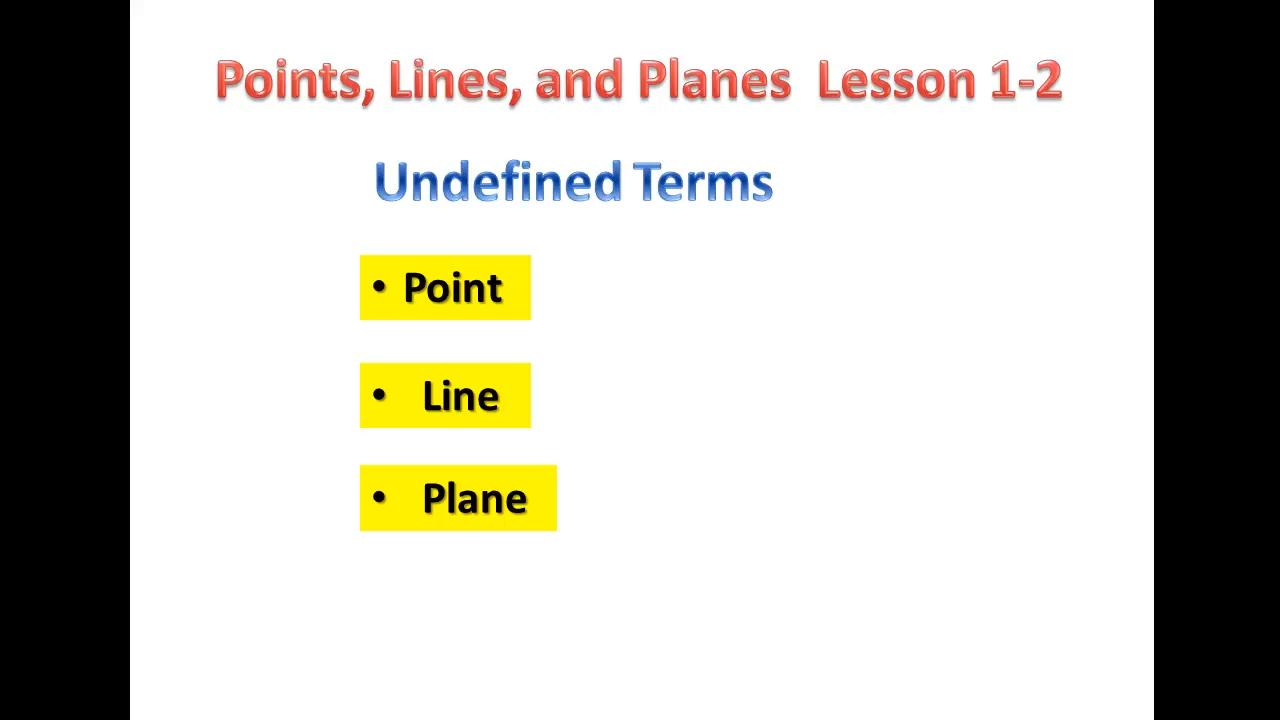 Points, Lines, and Planes  Lesson 1-2
Undefined Terms
• Point
• Line
• Plane